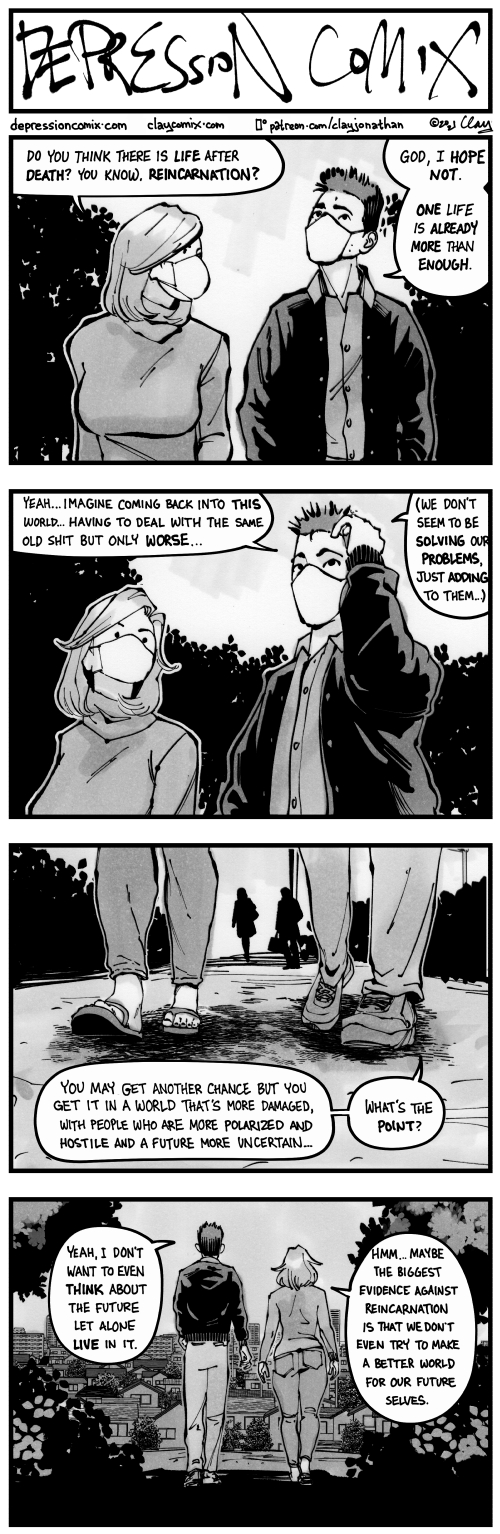 DEPRESSION COMIX
depressioncomix.com claycomix.com patreon.com/clayjonathan ©2021 Clay
DO YOU THINK THERE IS LIFE AFTER
DEATH? YOU KNOW, REINCARNATION?
GOD, I HOPE
NOT.
ONE LIFE
IS ALREADY
MORE THAN
ENOUGH.
YEAH... IMAGINE COMING BACK INTO THIS
WORLD... HAVING TO DEAL WITH THE SAME
OLD SHIT BUT ONLY WORSE...
(WE DON'T
SEEM TO BE
SOLVING OUR
PROBLEMS,
JUST ADDING
TO THEM...)
YOU MAY GET ANOTHER CHANCE BUT YOU
GET IT IN A WORLD THAT'S MORE DAMAGED,
WITH PEOPLE WHO ARE MORE POLARIZED AND
HOSTILE AND A FUTURE MORE UNCERTAIN...
WHAT'S THE
POINT?
YEAH, I DON'T
WANT TO EVEN
THINK ABOUT
THE FUTURE
LET ALONE
LIVE IN IT.
HMM... MAYBE
THE BIGGEST
EVIDENCE AGAINST
REINCARNATION
IS THAT WE DON'T
EVEN TRY TO MAKE
A BETTER WORLD
FOR OUR FUTURE
SELVES.